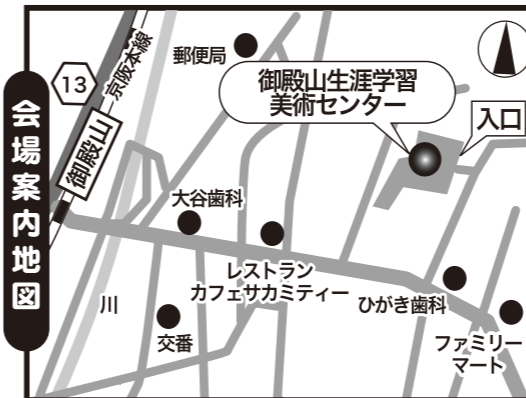 会場案内地図
13
京阪本線
御殿山
郵便局
御殿山生涯学習
美術センター
入口
大谷歯科
レストラン
カフェサカミティー
川
交番
ひがき歯科
ファミリー
マート